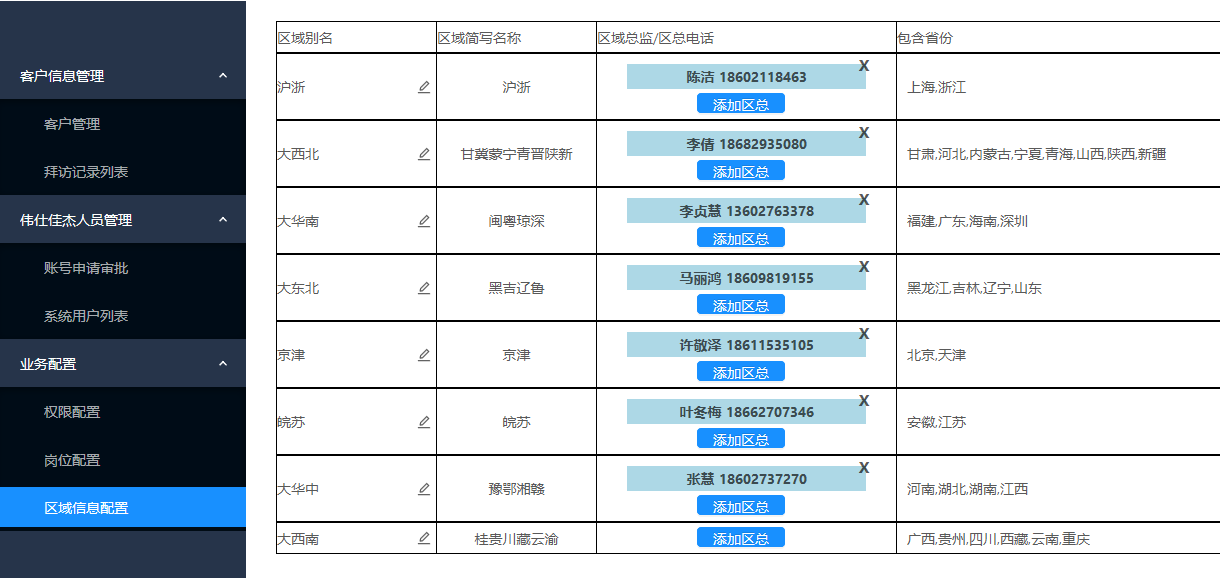 客户信息管理
客户管理
拜访记录列表
伟仕佳杰人员管理
账号申请审批
系统用户列表
业务配置
权限配置
岗位配置
区域信息配置
区域别名 区域简写名称 区域总监/区总电话 包含省份
沪浙 沪浙 陈洁 18602118463 X 上海,浙江
添加区总
大西北 甘冀蒙宁青晋陕新 李倩 18682935080 X 甘肃,河北,内蒙古,宁夏,青海,山西,陕西,新疆
添加区总
大华南 闽粤琼深 李贞慧 13602763378 X 福建,广东,海南,深圳
添加区总
大东北 黑吉辽鲁 马丽鸿 18609819155 X 黑龙江,吉林,辽宁,山东
添加区总
京津 京津 许敬泽 18611535105 X 北京,天津
添加区总
皖苏 皖苏 叶冬梅 18662707346 X 安徽,江苏
添加区总
大华中 豫鄂湘赣 张慧 18602737270 X 河南,湖北,湖南,江西
添加区总
大西南 桂贵川藏云渝 添加区总 广西,贵州,四川,西藏,云南,重庆